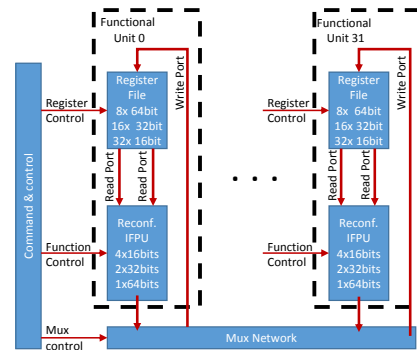 Functional
Unit 0
Functional
Unit 31
Command & control
Register
Control
Register
File
8x 64bit
16x 32bit
32x 16bit
Write Port
Read Port
Read Port
Function
Control
Reconf.
IFPU
4x16bits
2x32bits
1x64bits
. . .
Register
Control
Register
File
8x 64bit
16x 32bit
32x 16bit
Write Port
Read Port
Read Port
Function
Control
Reconf.
IFPU
4x16bits
2x32bits
1x64bits
Mux
control
Mux Network